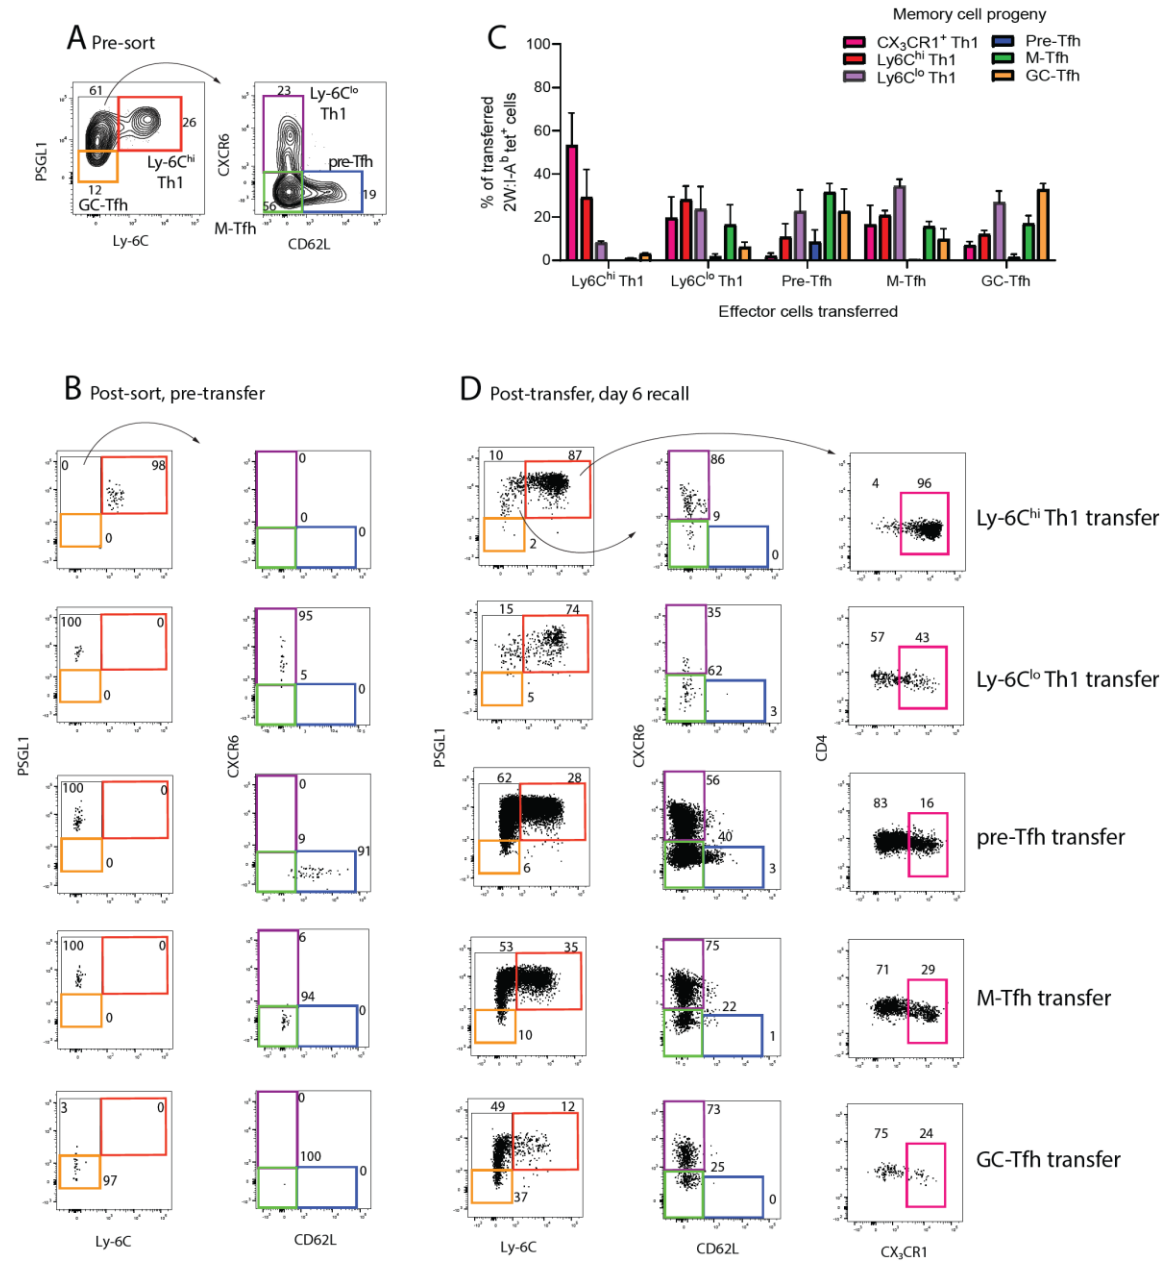 A Pre-sort
61
26
Ly-6Chi
Th1
12
GC-Tfh
PSGL1
Ly-6C
23
Ly-6Clo
Th1
pre-Tfh
19
56
M-Tfh
CXCR6
CD62L
C
Memory cell progeny
CX3CR1+ Th1
Ly6Chi Th1
Ly6Clo Th1
Pre-Tfh
M-Tfh
GC-Tfh
% of transferred
2W:I-Ab tet+ cells
100
80
60
40
20
0
Ly6Chi Th1 Ly6Clo Th1 Pre-Tfh M-Tfh GC-Tfh
Effector cells transferred
B Post-sort, pre-transfer
0 98
0
0
0
0
100 0
0
95
5
0
100 0
0
0
9
91
100 0
0
6
94
0
3 0
97
0
100
0
PSGL1
Ly-6C
CXCR6
CD62L
D Post-transfer, day 6 recall
10 87
2
86
9
0
4 96
Ly-6Chi Th1 transfer
15 74
5
35
62
3
57 43
Ly-6Clo Th1 transfer
62 28
6
56
40
3
83 16
pre-Tfh transfer
53 35
10
75
22
1
71 29
M-Tfh transfer
49 12
37
73
25
0
75 24
GC-Tfh transfer
PSGL1
Ly-6C
CXCR6
CD62L
CD4
CX3CR1